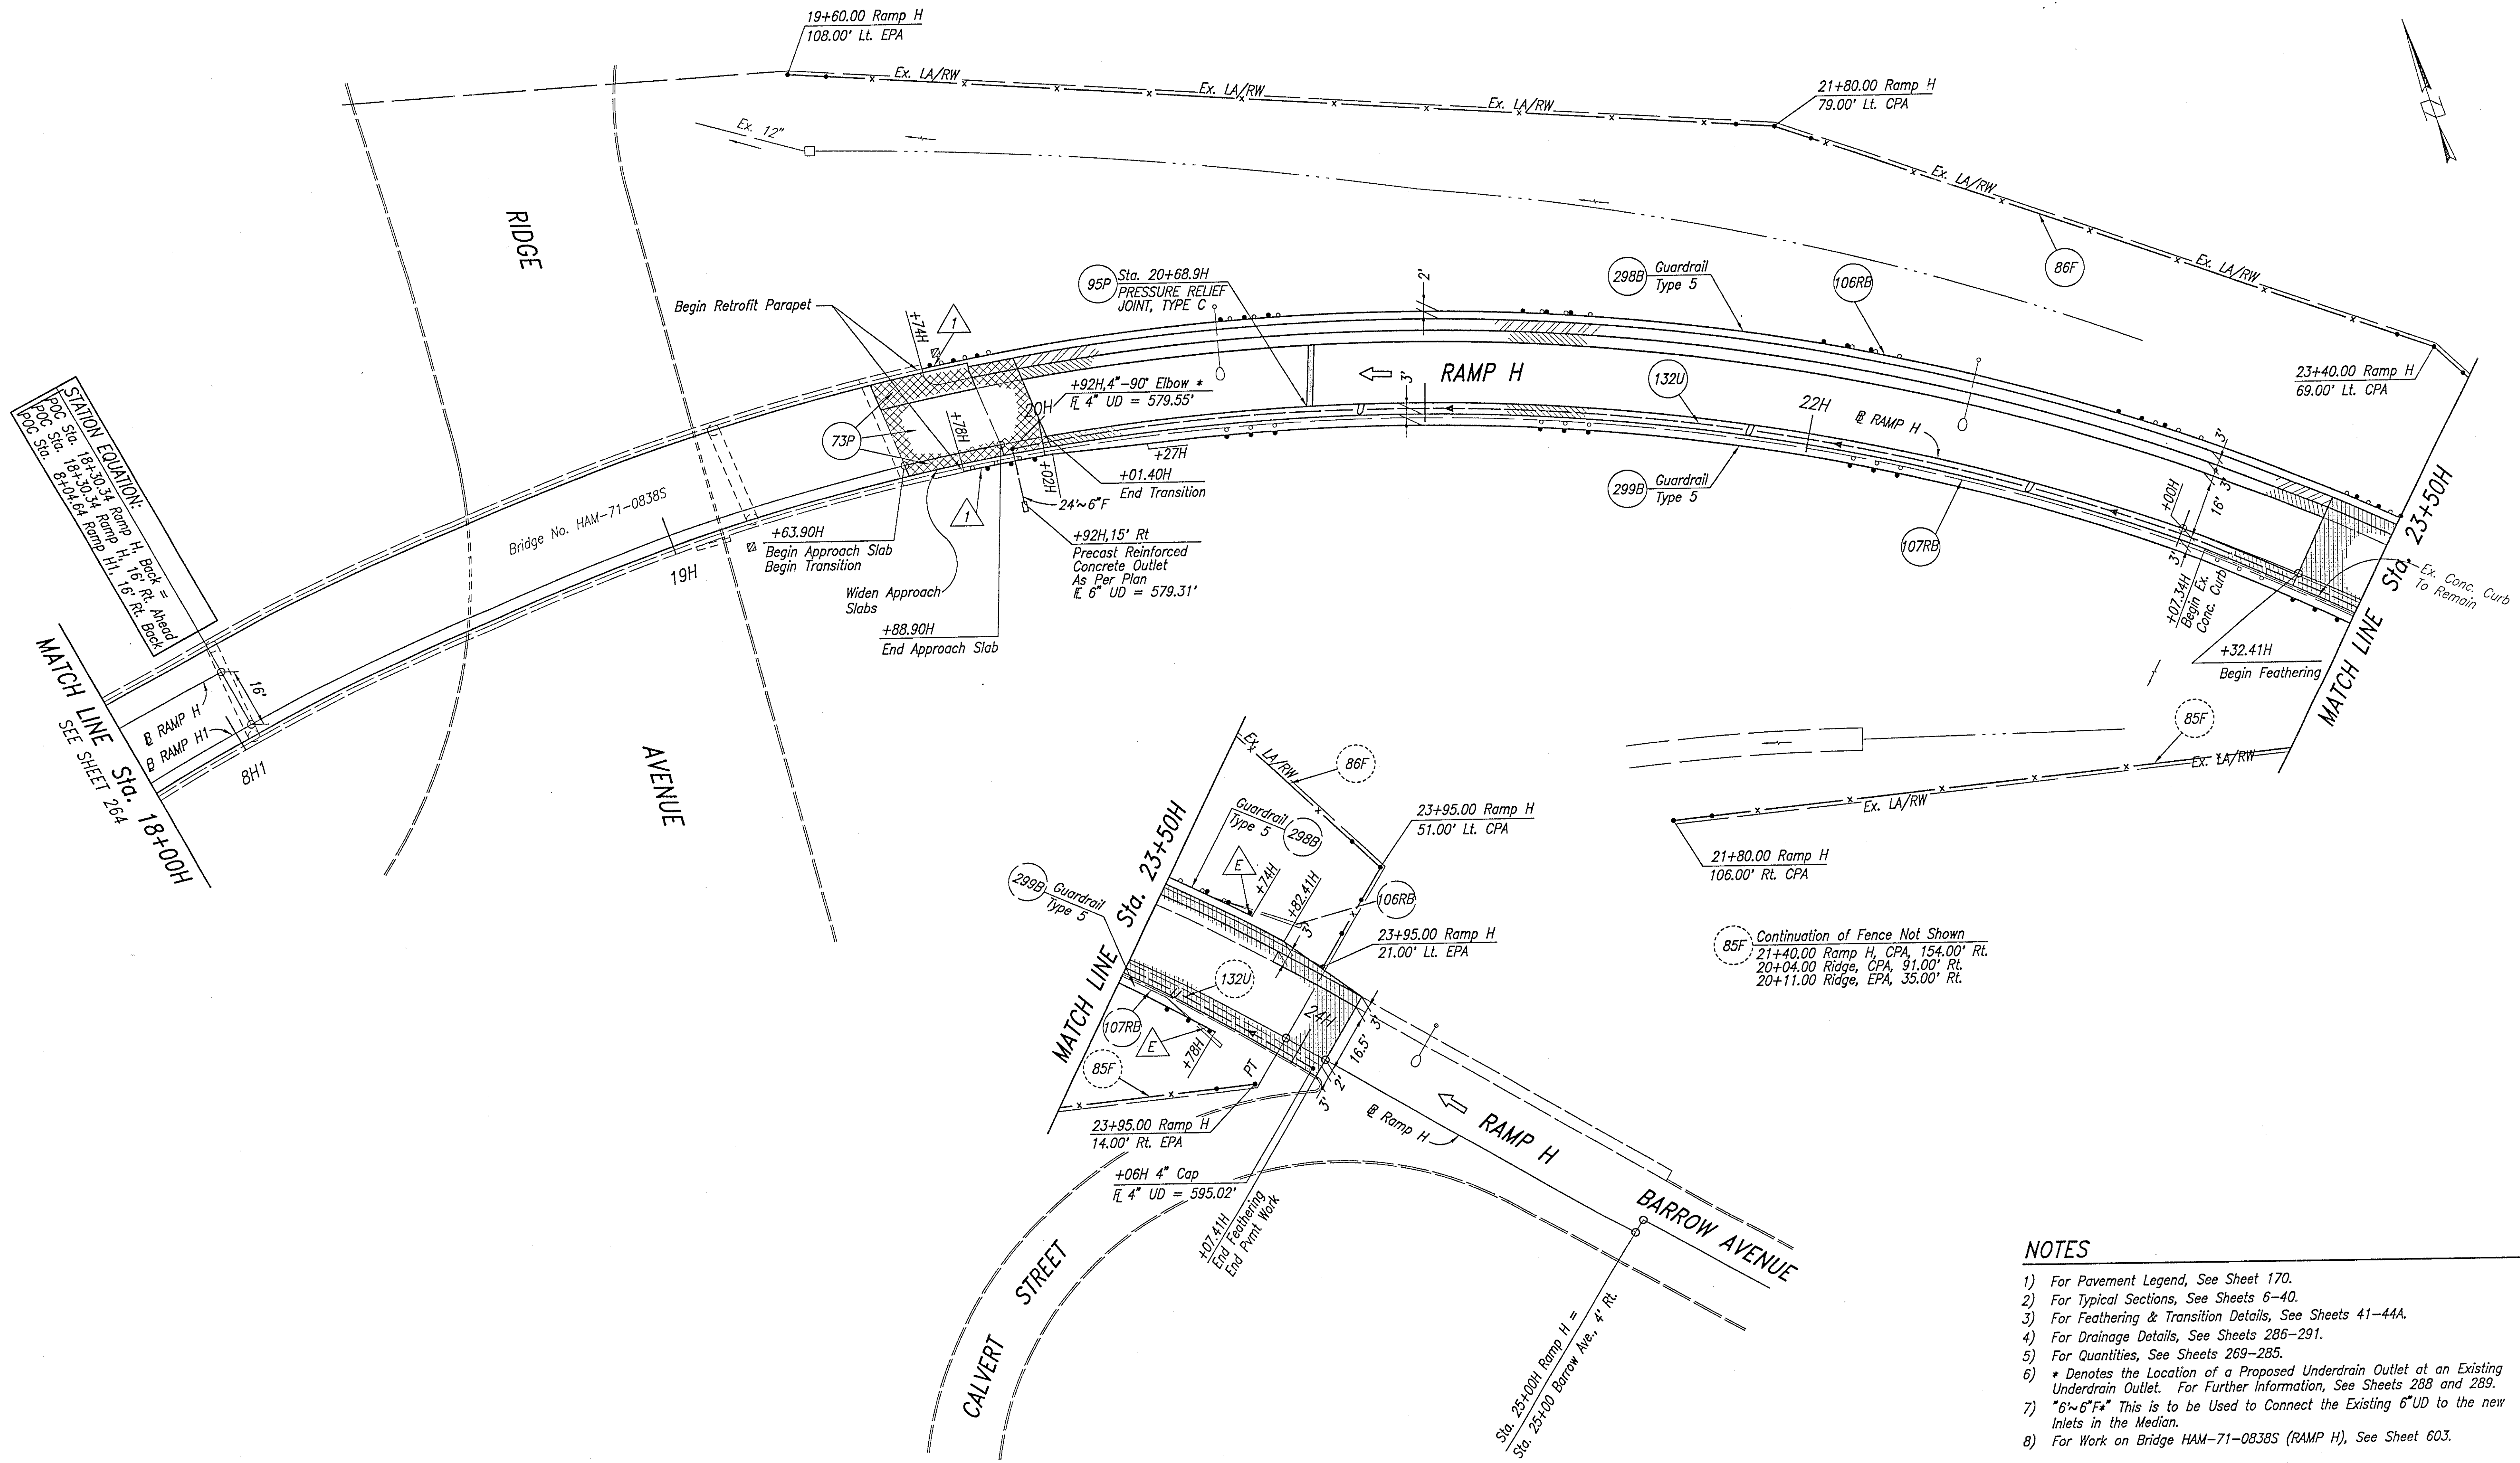 19+60.00 Ramp H
108.00' Lt. EPA
Ex. LA/RW
Ex. LA/RW
Ex. LA/RW
21+80.00 Ramp H
79.00' Lt. CPA
Ex. 12"
Ex. LA/RW
86F
Ex. LA/RW
23+40.00 Ramp H
69.00' Lt. CPA
RIDGE
AVENUE
Begin Retrofit Parapet
+74H
1
95P
Sta. 20+68.9H
PRESSURE RELIEF
JOINT, TYPE C
2'
298B
Guardrail
Type 5
106RB
+92H,4"-90° Elbow *
FL 4" UD = 579.55'
20H
3'
RAMP H
132U
22H
B RAMP H
73P
+78H
U
U
U
+27H
+02H
+01.40H
End Transition
24'~6"F
1
299B
Guardrail
Type 5
107RB
3'
3'
16'
+00H
3'
+07.34H
Begin Ex.
Conc. Curb
Sta. 23+50H
MATCH LINE
Ex. Conc. Curb
To Remain
+32.41H
Begin Feathering
STATION EQUATION:
POC Sta. 18+30.34 Ramp H, Back =
POC Sta. 18+30.34 Ramp H, 16' Rt. Ahead
POC Sta. 8+04.64 Ramp H1, 16' Rt. Back
Bridge No. HAM-71-0838S
19H
+63.90H
Begin Approach Slab
Begin Transition
Widen Approach
Slabs
+88.90H
End Approach Slab
+92H,15' Rt
Precast Reinforced
Concrete Outlet
As Per Plan
FL 6" UD = 579.31'
MATCH LINE Sta. 18+00H
SEE SHEET 264
16'
B RAMP H
B RAMP H1
8H1
85F
Ex. LA/RW
Ex. LA/RW
21+80.00 Ramp H
106.00' Rt. CPA
85F
Continuation of Fence Not Shown
21+40.00 Ramp H, CPA, 154.00' Rt.
20+04.00 Ridge, CPA, 91.00' Rt.
20+11.00 Ridge, EPA, 35.00' Rt.
Ex. LA/RW
86F
MATCH LINE Sta. 23+50H
Guardrail
Type 5
298B
E
+74H
+82.41H
23+95.00 Ramp H
51.00' Lt. CPA
106RB
3'
23+95.00 Ramp H
21.00' Lt. EPA
299B
Guardrail
Type 5
132U
U
107RB
E
+78H
85F
PT
24H
3'
16.5'
2'
3'
23+95.00 Ramp H
14.00' Rt. EPA
+06H 4" Cap
FL 4" UD = 595.02'
+07.41H
End Feathering
End Pvmt Work
B Ramp H
RAMP H
BARROW AVENUE
CALVERT STREET
Sta. 25+00H Ramp H =
Sta. 25+00 Barrow Ave., 4' Rt.
NOTES
1) For Pavement Legend, See Sheet 170.
2) For Typical Sections, See Sheets 6-40.
3) For Feathering & Transition Details, See Sheets 41-44A.
4) For Drainage Details, See Sheets 286-291.
5) For Quantities, See Sheets 269-285.
6) * Denotes the Location of a Proposed Underdrain Outlet at an Existing
Underdrain Outlet. For Further Information, See Sheets 288 and 289.
7) "6'~6"F*" This is to be Used to Connect the Existing 6"UD to the new
Inlets in the Median.
8) For Work on Bridge HAM-71-0838S (RAMP H), See Sheet 603.